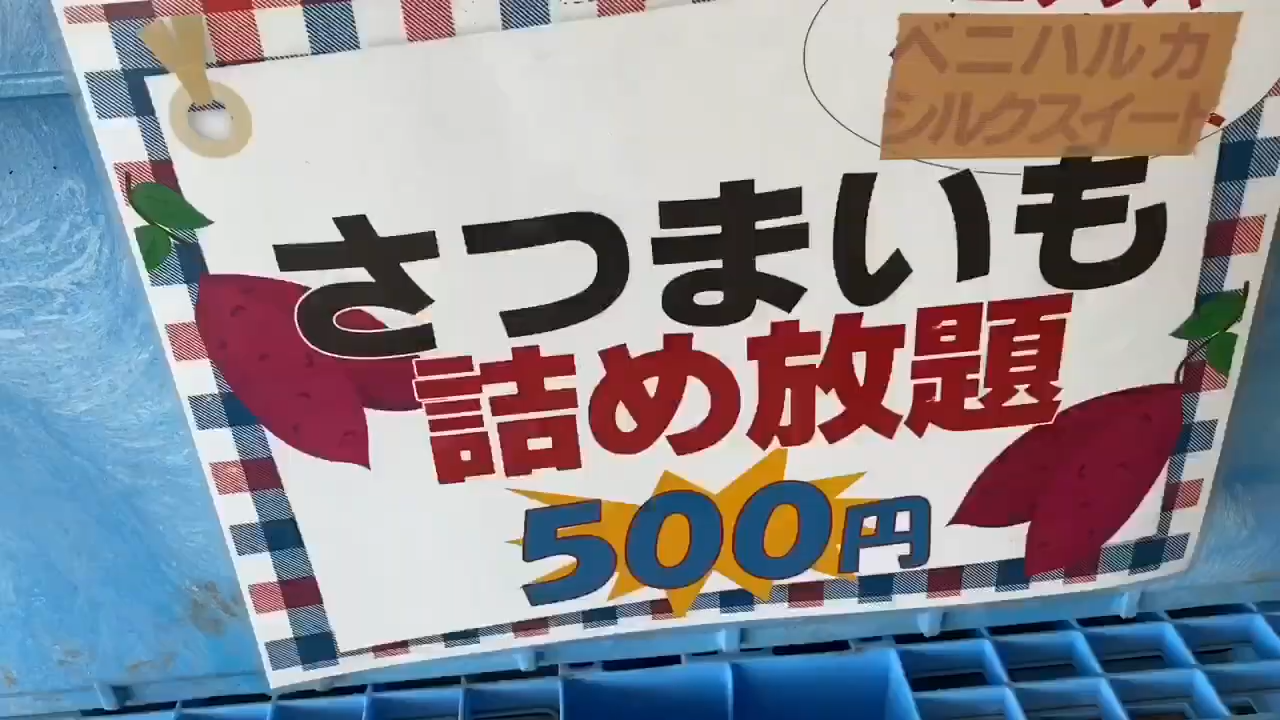 ベニハルカ
シルクスイート
さつまいも
詰め放題
500円